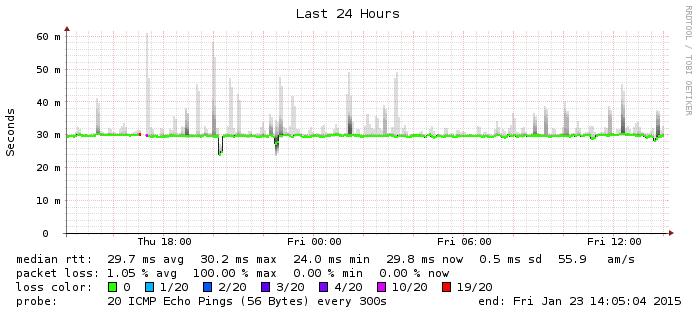 Last 24 Hours
RRDTOOL / TOBI OETIKER
Seconds
60 m
50 m
40 m
30 m
20 m
10 m
0
Thu 18:00 Fri 00:00 Fri 06:00 Fri 12:00
median rtt: 29.7 ms avg 30.2 ms max 24.0 ms min 29.8 ms now 0.5 ms sd 55.9 am/s
packet loss: 1.05 % avg 100.00 % max 0.00 % min 0.00 % now
loss color: 0 1/20 2/20 3/20 4/20 10/20 19/20
probe: 20 ICMP Echo Pings (56 Bytes) every 300s end: Fri Jan 23 14:05:04 2015